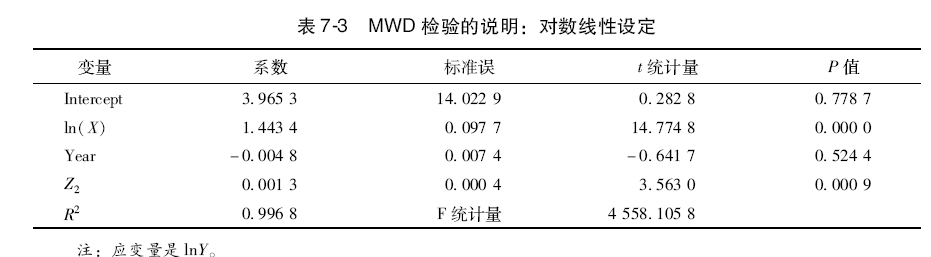 表 7-3 MWD 检验的说明：对数线性设定
变量 系数 标准误 t 统计量 P 值
Intercept 3.965 3 14.022 9 0.282 8 0.778 7
ln(X) 1.443 4 0.097 7 14.774 8 0.000 0
Year -0.004 8 0.007 4 -0.641 7 0.524 4
Z2 0.001 3 0.000 4 3.563 0 0.000 9
R2 0.996 8 F 统计量 4 558.105 8
注：应变量是 lnY。